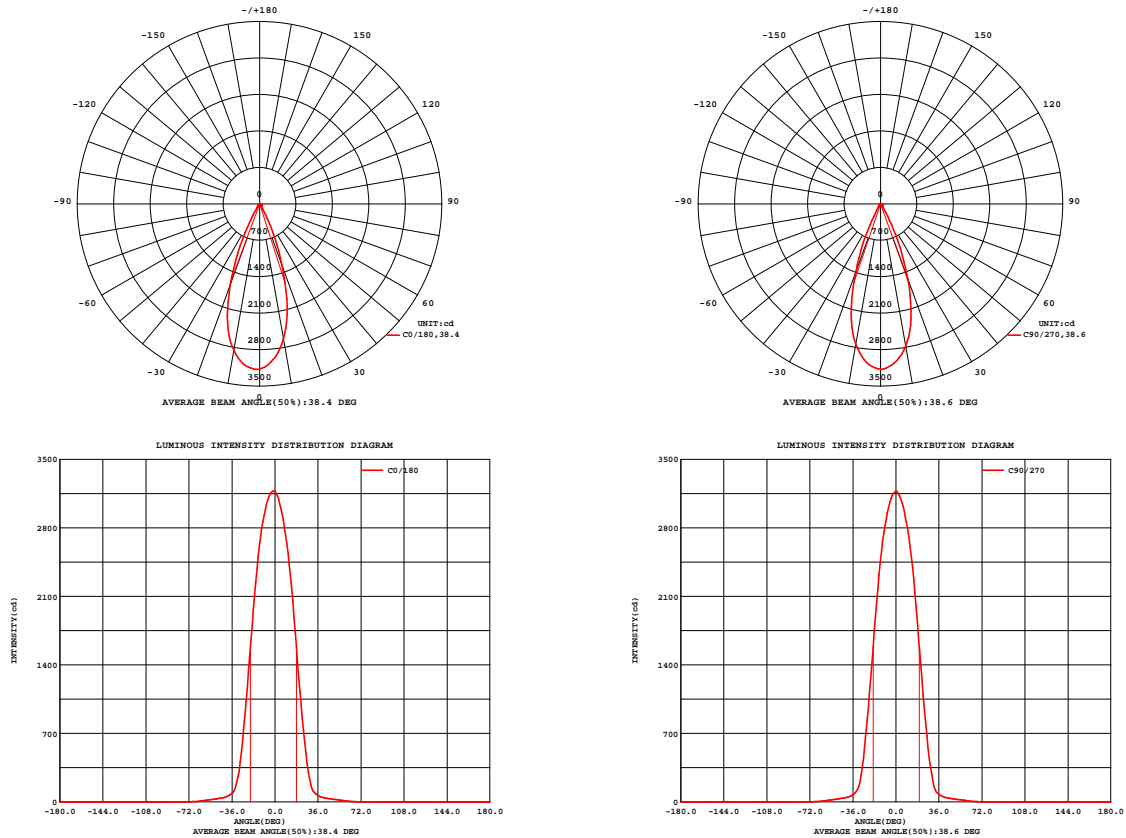 -/+180
-150 150
-120 120
-90 0 90
700
1400
-60 60
2100
UNIT:cd
C0/180,38.4
2800
-30 30
3500
0
AVERAGE BEAM ANGLE(50%):38.4 DEG
-/+180
-150 150
-120 120
-90 0 90
700
1400
-60 60
2100
UNIT:cd
C90/270,38.6
2800
-30 30
3500
0
AVERAGE BEAM ANGLE(50%):38.6 DEG
LUMINOUS INTENSITY DISTRIBUTION DIAGRAM
3500
C0/180
2800
2100
INTENSITY(cd)
1400
700
0
-180.0 -144.0 -108.0 -72.0 -36.0 0.0 36.0 72.0 108.0 144.0 180.0
ANGLE(DEG)
AVERAGE BEAM ANGLE(50%):38.4 DEG
LUMINOUS INTENSITY DISTRIBUTION DIAGRAM
3500
C90/270
2800
2100
INTENSITY(cd)
1400
700
0
-180.0 -144.0 -108.0 -72.0 -36.0 0.0 36.0 72.0 108.0 144.0 180.0
ANGLE(DEG)
AVERAGE BEAM ANGLE(50%):38.6 DEG